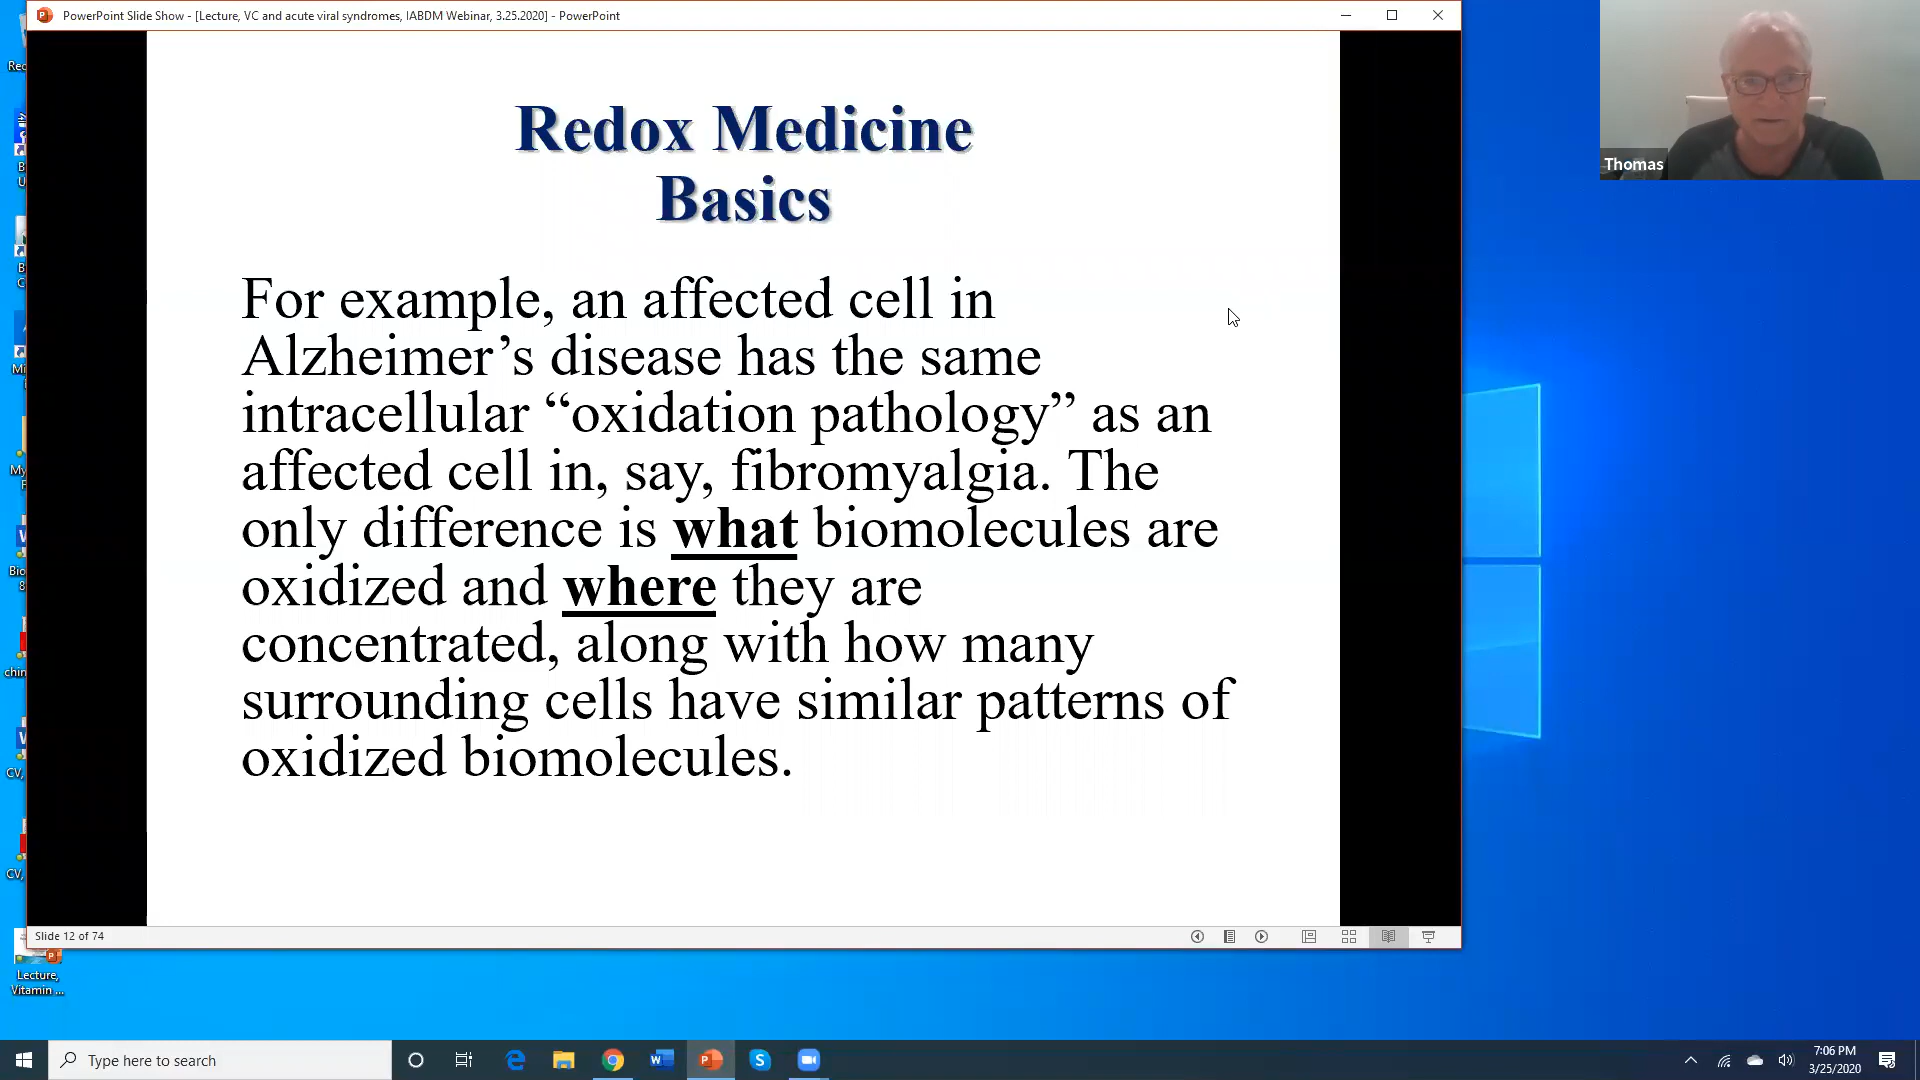 PowerPoint Slide Show - [Lecture, VC and acute viral syndromes, IABDM Webinar, 3.25.2020] - PowerPoint
Thomas
Redox Medicine
Basics
For example, an affected cell in
Alzheimer’s disease has the same
intracellular “oxidation pathology” as an
affected cell in, say, fibromyalgia. The
only difference is what biomolecules are
oxidized and where they are
concentrated, along with how many
surrounding cells have similar patterns of
oxidized biomolecules.
Slide 12 of 74
Lecture,
Vitamin ...
Type here to search
7:06 PM
3/25/2020